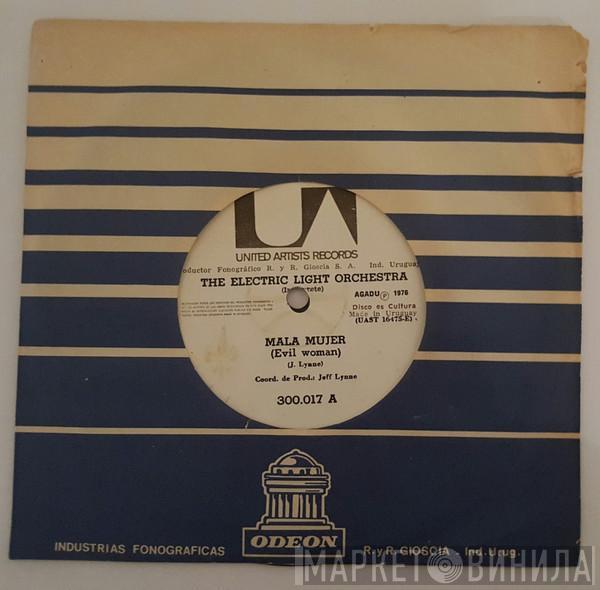 UA
UNITED ARTISTS RECORDS
oductor Fonográfico R. y R. Gioscia S. A. Ind. Uruguay
THE ELECTRIC LIGHT ORCHESTRA
AGADU Ⓟ 1976
Disco es Cultura
Made in Uruguay
(UAST 16475-E)
MALA MUJER
(Evil woman)
(J. Lynne)
Coord. de Prod.: Jeff Lynne
300.017 A
ODEON
INDUSTRIAS FONOGRAFICAS
R. y R. GIOSCIA - Ind. Urug.
МАРКЕТ ВИНИЛА